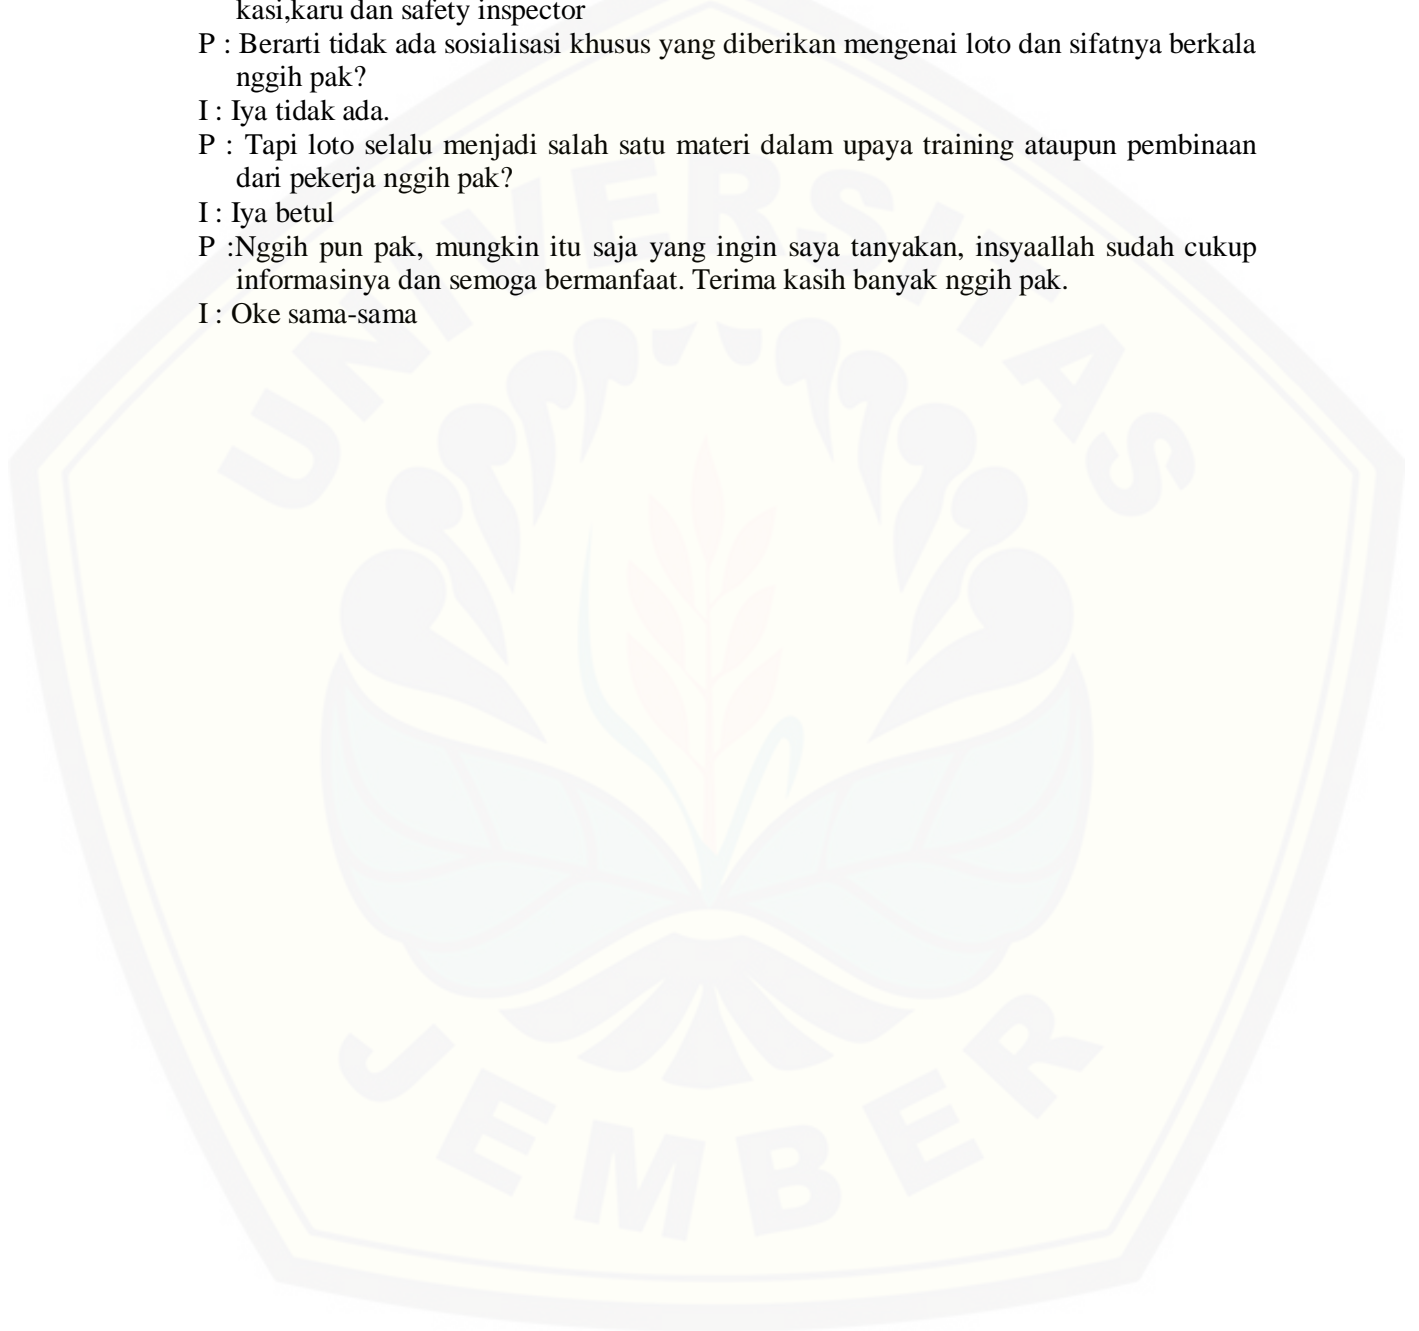 kasi,karu dan safety inspector
P : Berarti tidak ada sosialisasi khusus yang diberikan mengenai loto dan sifatnya berkala
nggih pak?
I : Iya tidak ada.
P : Tapi loto selalu menjadi salah satu materi dalam upaya training ataupun pembinaan
dari pekerja nggih pak?
I : Iya betul
P :Nggih pun pak, mungkin itu saja yang ingin saya tanyakan, insyaallah sudah cukup
informasinya dan semoga bermanfaat. Terima kasih banyak nggih pak.
I : Oke sama-sama
UNIVERSITAS
JEMBER